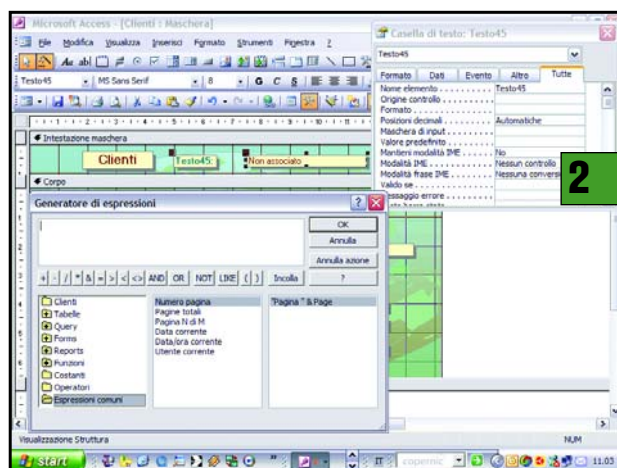 Microsoft Access - [Clienti : Maschera]
File Modifica Visualizza Inserisci Formato Strumenti Finestra ?
Testo45 MS Sans Serif 8 G C S
Intestazione maschera
Clienti Testo45: Non associato
Corpo
Casella di testo: Testo45
Testo45
Formato Dati Evento Altro Tutte
Nome elemento Testo45
Origine controllo
Formato
Posizioni decimali Automatiche
Maschera di input
Valore predefinito
Mantieni modalità IME No
Modalità IME Nessun controllo
Modalità frase IME Nessuna conversi
Valido se
Messaggio errore
2
Generatore di espressioni
OK
Annulla
Annulla azione
+ - / * & = > < <> AND OR NOT LIKE ( ) Incolla ?
Clienti
Tabelle
Query
Forms
Reports
Funzioni
Costanti
Operatori
Espressioni comuni
Numero pagina
Pagine totali
Pagina N di M
Data corrente
Data/ora corrente
Utente corrente
"Pagina " & Page
Visualizzazione Struttura NUM
start IT copernic 11.03